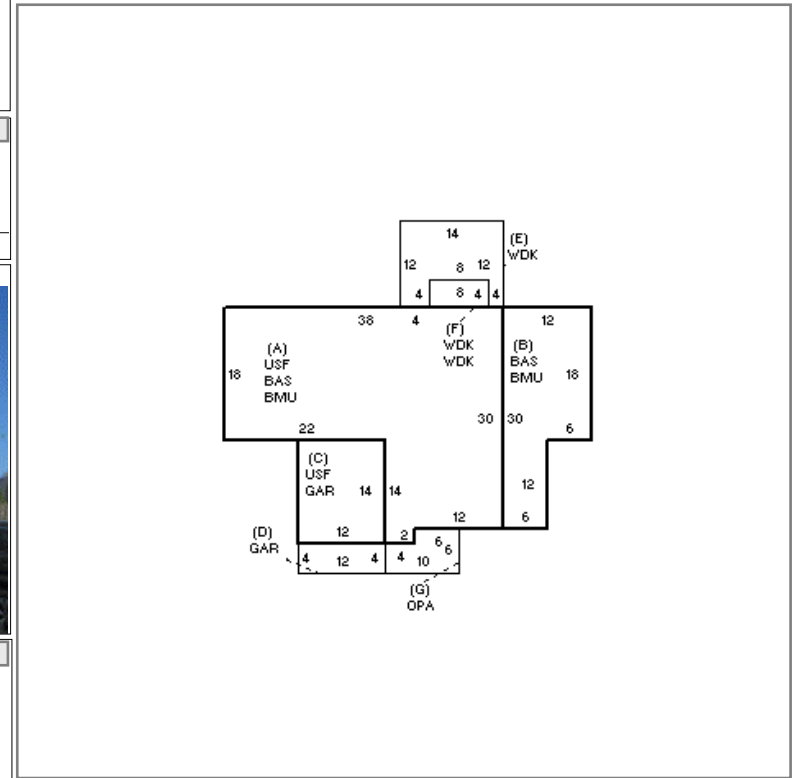 14
(E)
WDK
12 8 12
4 8 4 4
38 4 12
(F)
WDK
WDK
(A)
USF
BAS
BMU
(B)
BAS
BMU
18 18
22 30 30 6
(C)
USF
GAR
14 14
12
12 12 6
2
(D)
GAR
6
6
4 12 4 4 10
(G)
OPA